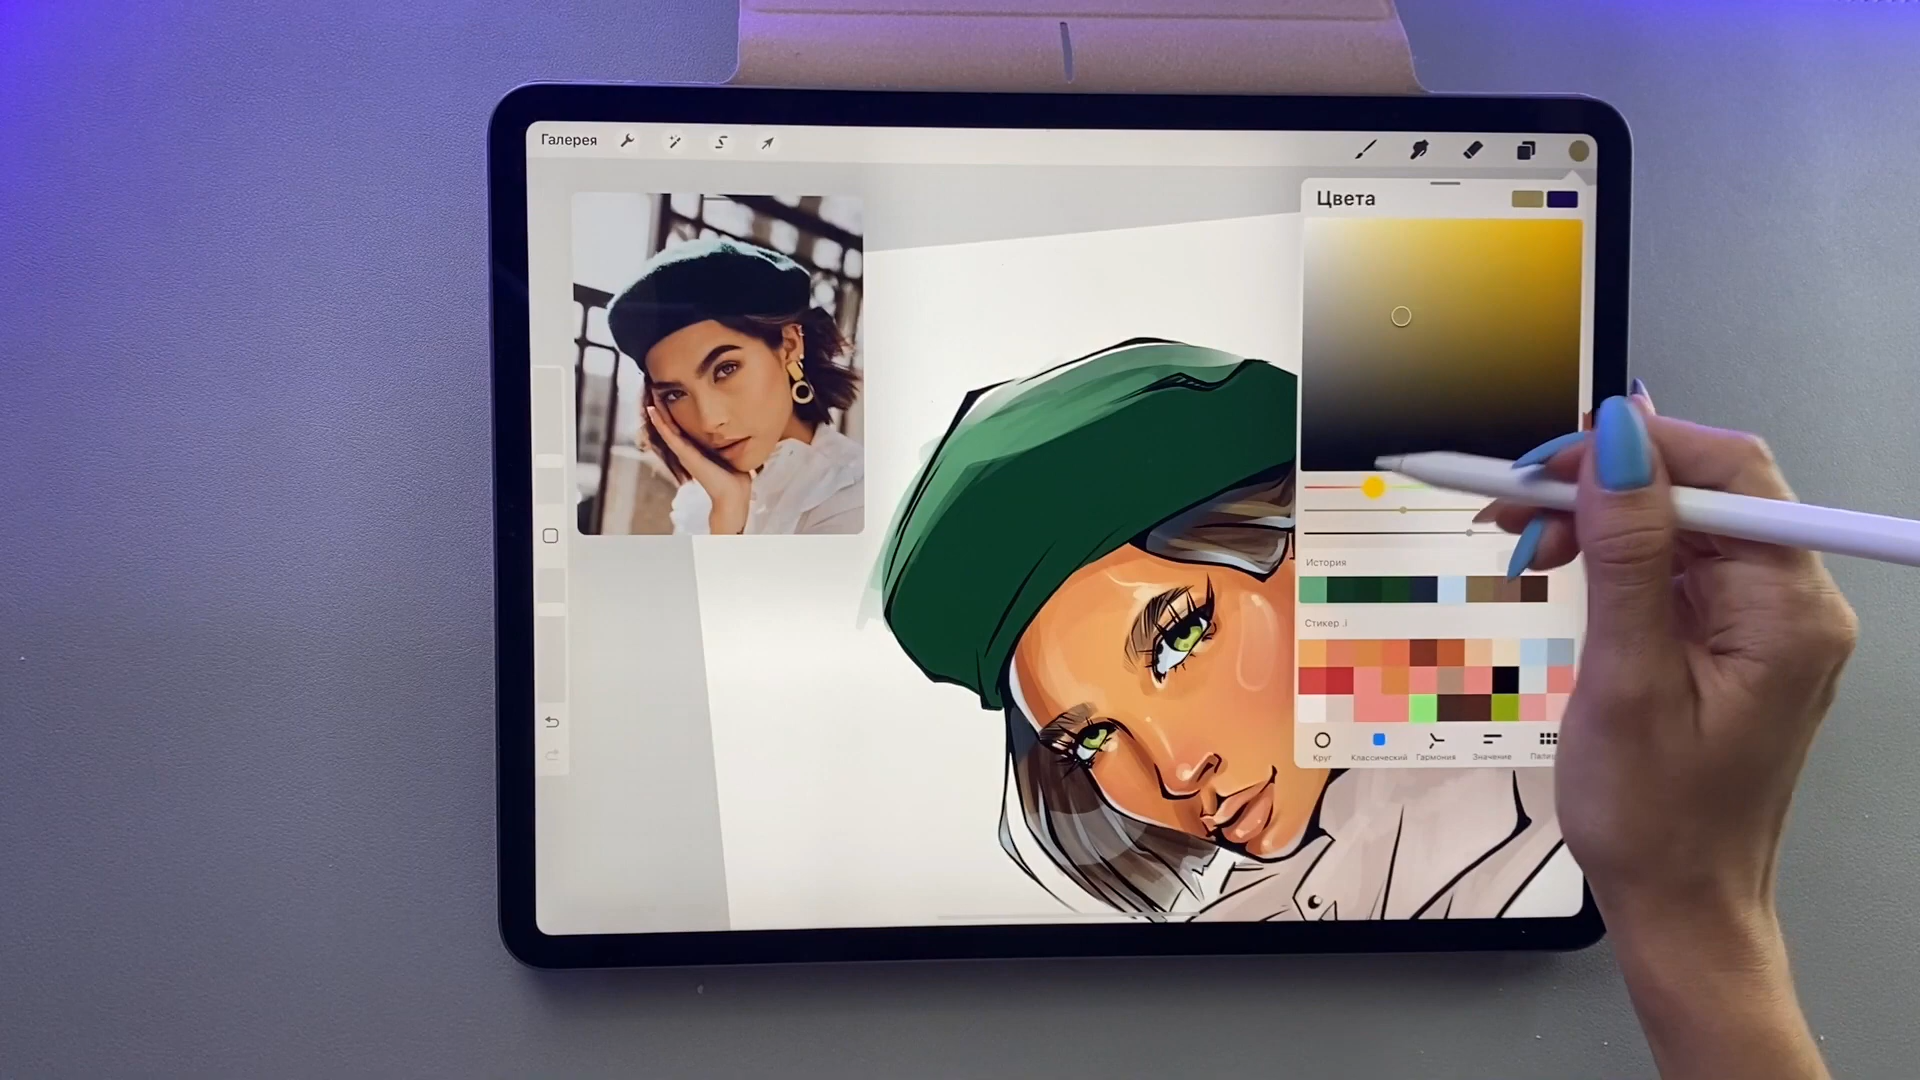 Галерея
Цвета
История
Стикер .i
Круг
Классический
Гармония
Значение